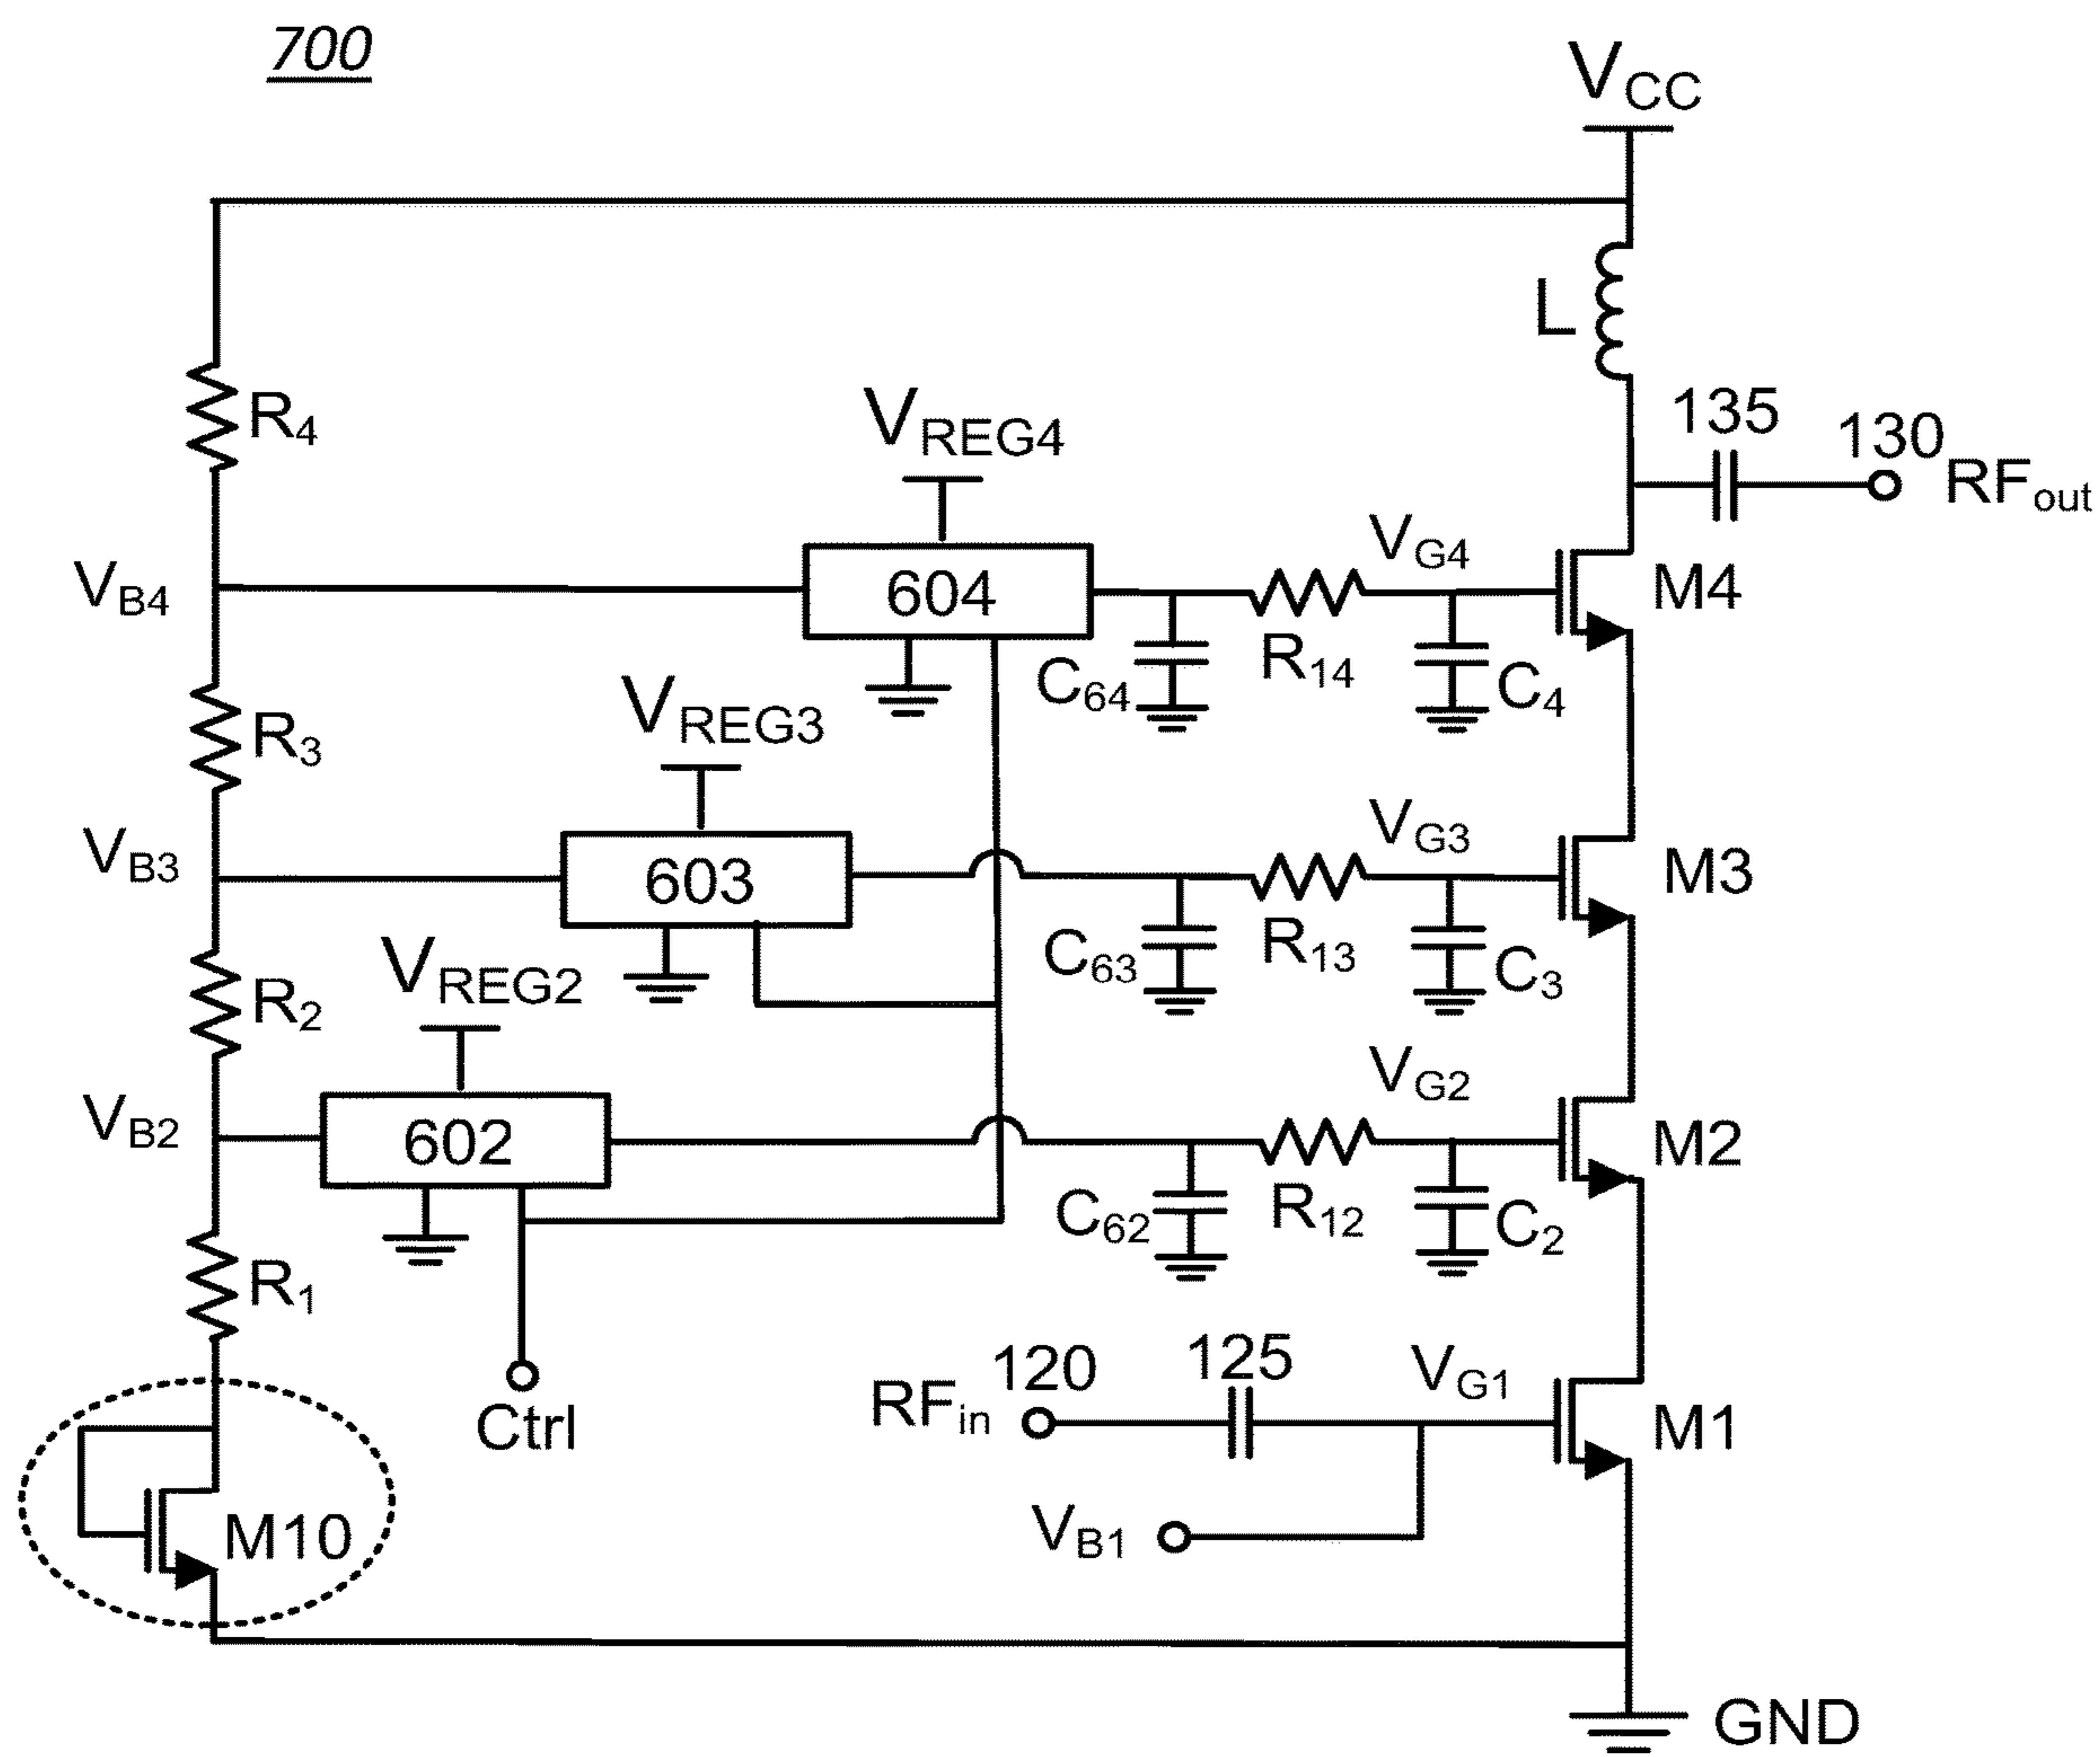 700
VCC
L
R4
VREG4
135
130
RFout
VB4
604
VG4
M4
C64
R14
C4
R3
VREG3
VB3
603
VG3
M3
C63
R13
C3
R2
VREG2
VB2
602
VG2
M2
C62
R12
C2
R1
Ctrl
RFin
120
125
VG1
M1
VB1
M10
GND